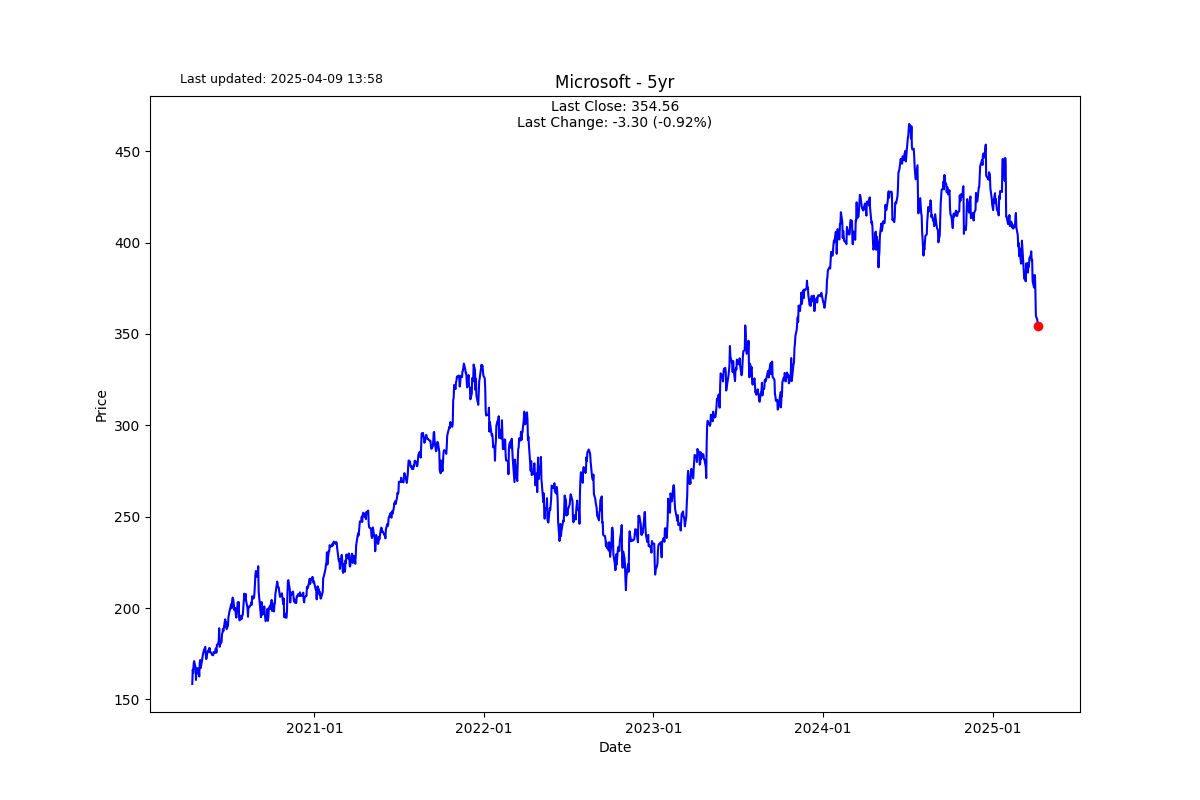 Last updated: 2025-04-09 13:58
Microsoft - 5yr
Last Close: 354.56
Last Change: -3.30 (-0.92%)
450
400
350
300
250
200
150
Price
2021-01
2022-01
2023-01
2024-01
2025-01
Date